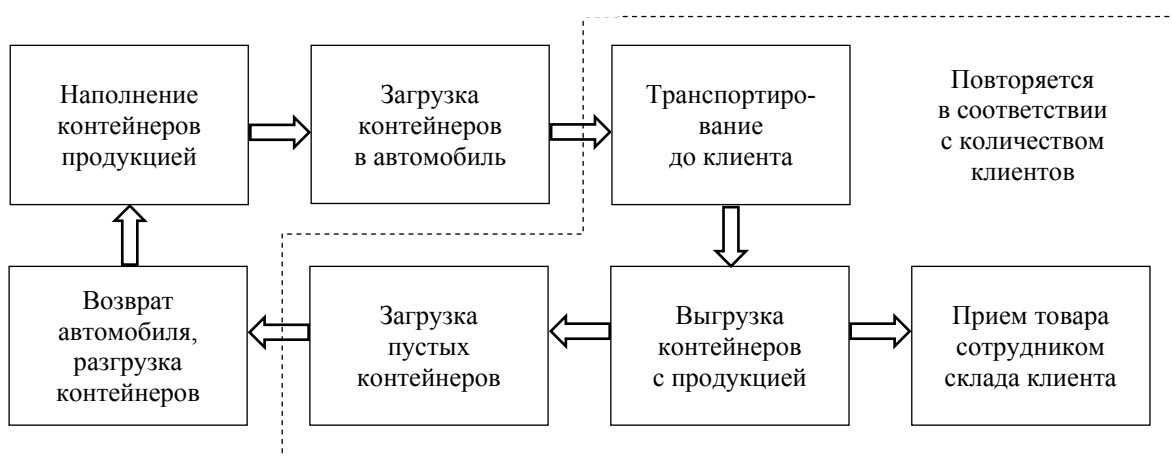 Наполнение
контейнеров
продукцией
Загрузка
контейнеров
в автомобиль
Транспортиро-
вание
до клиента
Повторяется
в соответствии
с количеством
клиентов
Возврат
автомобиля,
разгрузка
контейнеров
Загрузка
пустых
контейнеров
Выгрузка
контейнеров
с продукцией
Прием товара
сотрудником
склада клиента